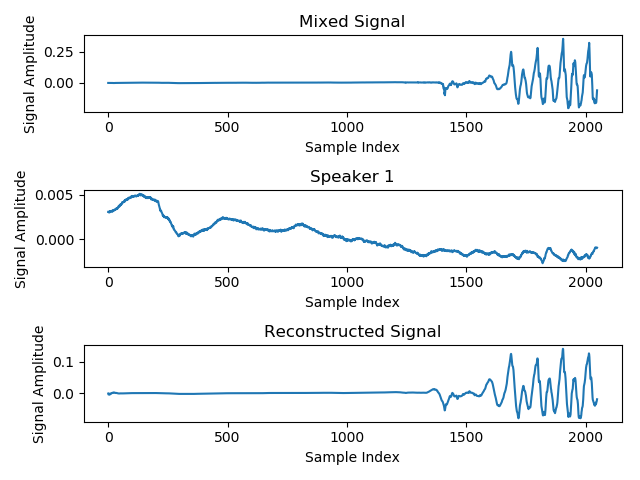 Mixed Signal
Signal Amplitude
0.25
0.00
0 500 1000 1500 2000
Sample Index
Speaker 1
Signal Amplitude
0.005
0.000
0 500 1000 1500 2000
Sample Index
Reconstructed Signal
Signal Amplitude
0.1
0.0
0 500 1000 1500 2000
Sample Index